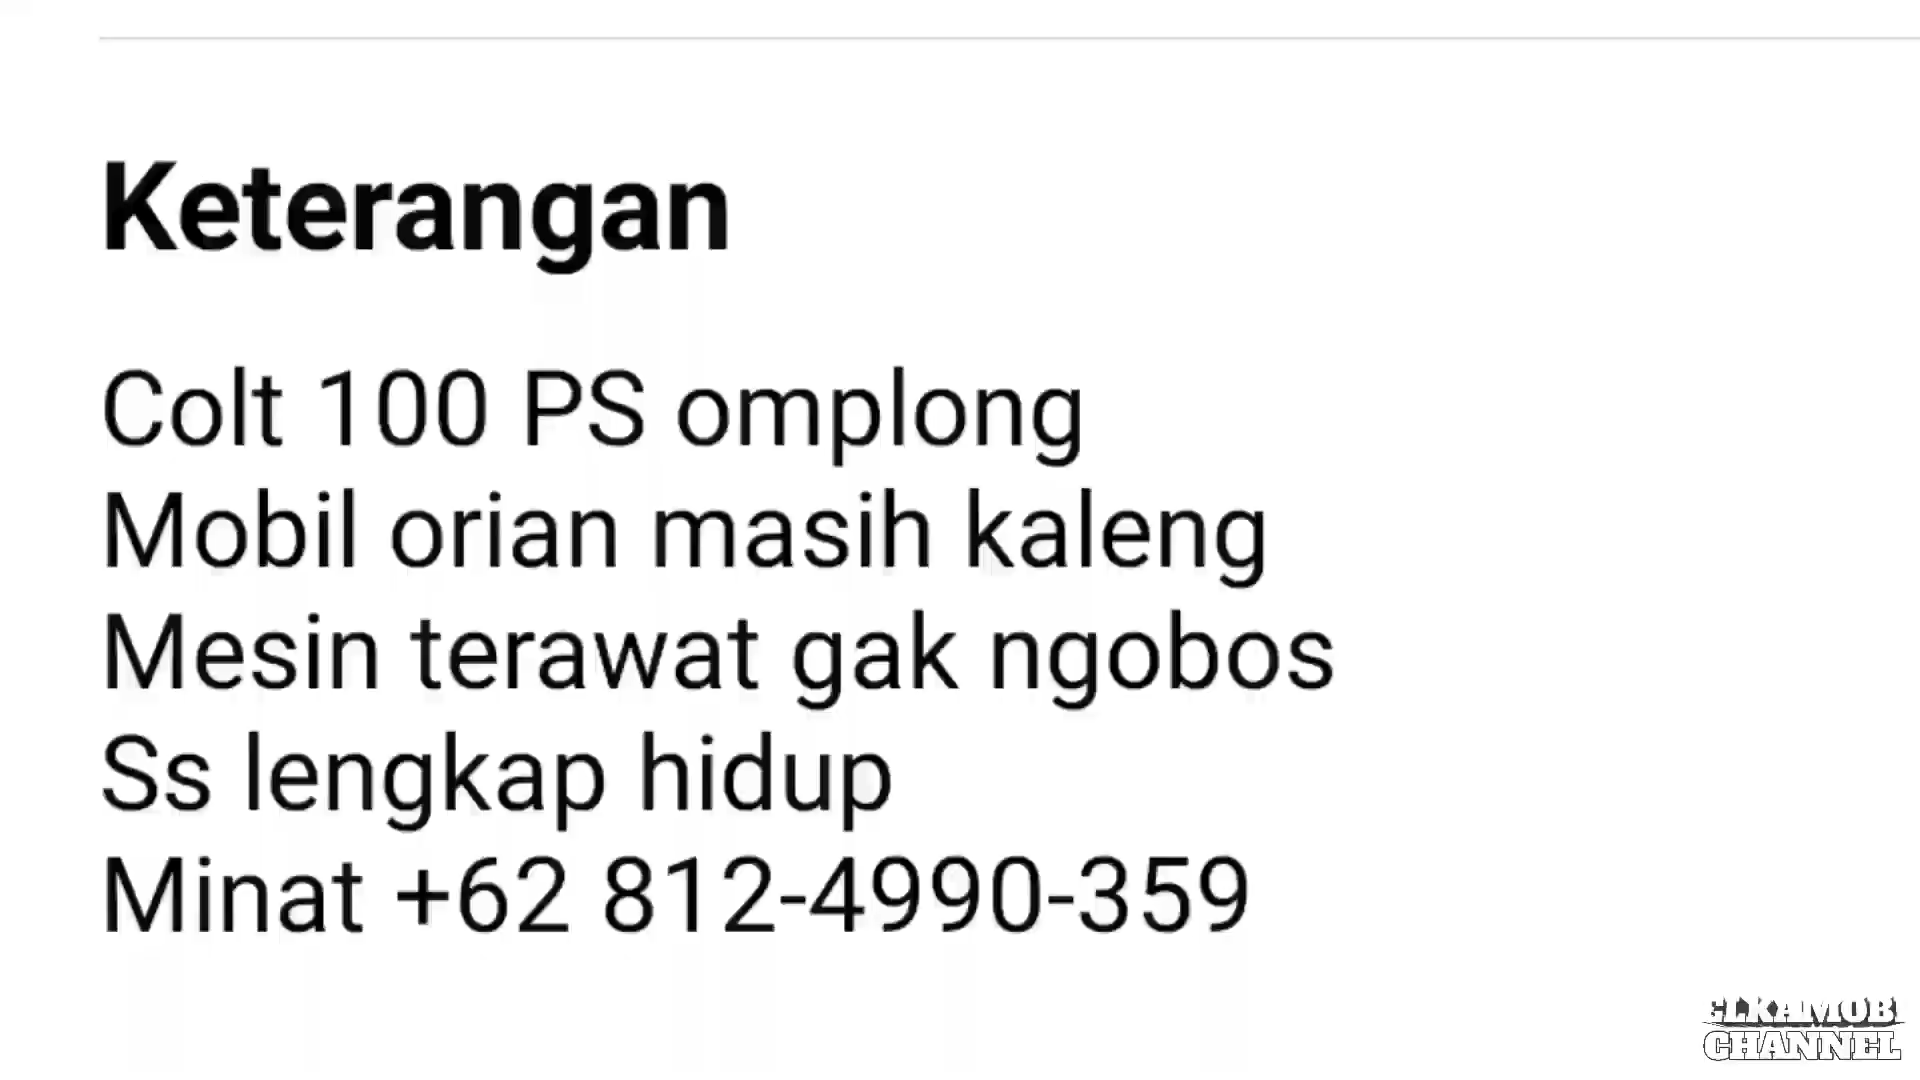 Keterangan
Colt 100 PS omplong
Mobil orian masih kaleng
Mesin terawat gak ngobos
Ss lengkap hidup
Minat +62 812-4990-359
ELKAMOBI
CHANNEL